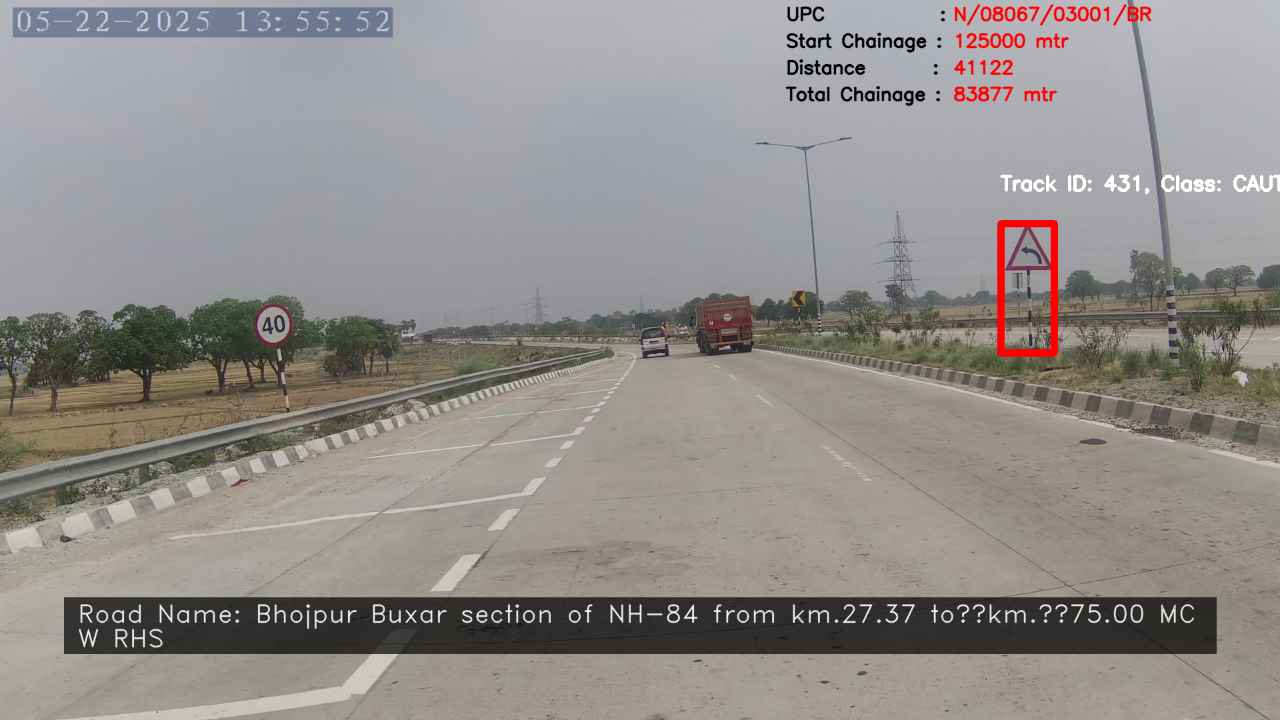 05-22-2025 13:55:52
UPC : N/08067/03001/BR
Start Chainage : 125000 mtr
Distance : 41122
Total Chainage : 83877 mtr
Track ID: 431, Class: CAUT
40
Road Name: Bhojpur Buxar section of NH-84 from km.27.37 to??km.??75.00 MC
W RHS